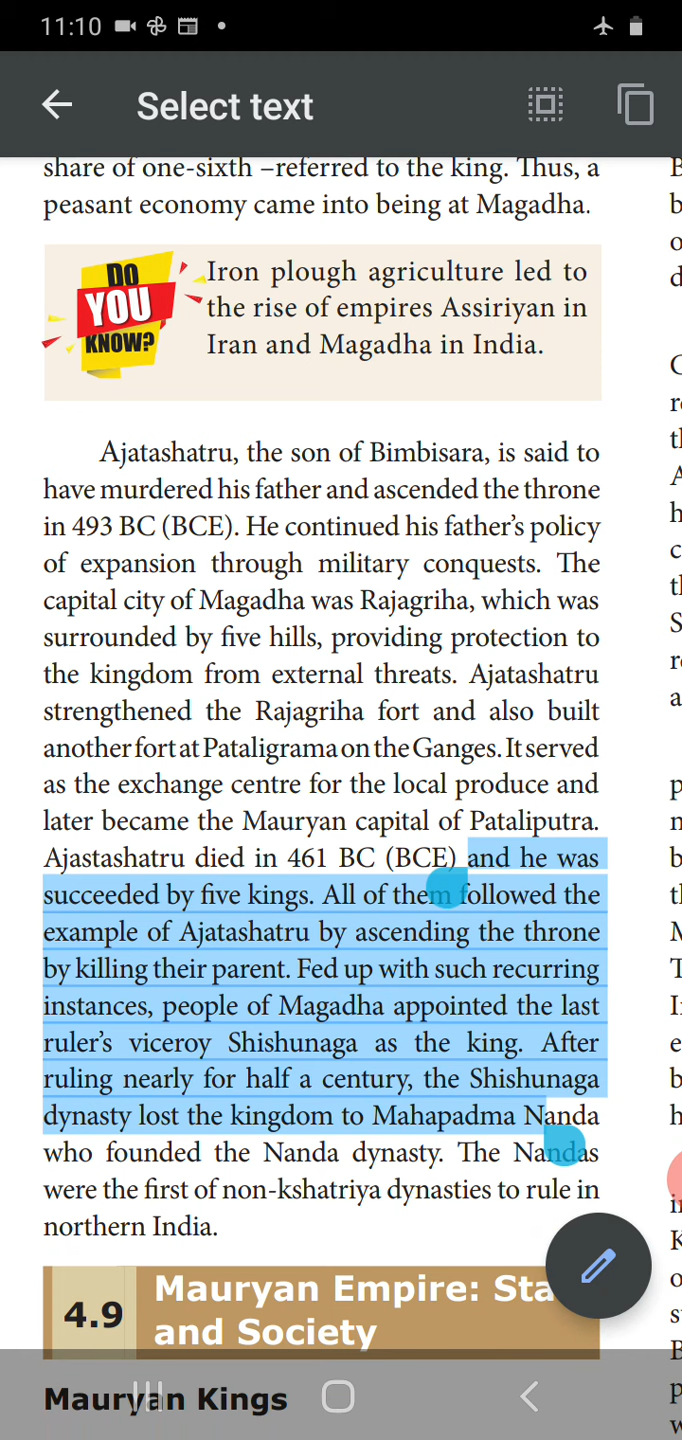 11:10
Select text
share of one-sixth –referred to the king. Thus, a
peasant economy came into being at Magadha.
DO
YOU
KNOW?
Iron plough agriculture led to
the rise of empires Assiriyan in
Iran and Magadha in India.
Ajatashatru, the son of Bimbisara, is said to
have murdered his father and ascended the throne
in 493 BC (BCE). He continued his father's policy
of expansion through military conquests. The
capital city of Magadha was Rajagriha, which was
surrounded by five hills, providing protection to
the kingdom from external threats. Ajatashatru
strengthened the Rajagriha fort and also built
another fort at Pataligrama on the Ganges. It served
as the exchange centre for the local produce and
later became the Mauryan capital of Pataliputra.
Ajastashatru died in 461 BC (BCE) and he was
succeeded by five kings. All of them followed the
example of Ajatashatru by ascending the throne
by killing their parent. Fed up with such recurring
instances, people of Magadha appointed the last
ruler's viceroy Shishunaga as the king. After
ruling nearly for half a century, the Shishunaga
dynasty lost the kingdom to Mahapadma Nanda
who founded the Nanda dynasty. The Nandas
were the first of non-kshatriya dynasties to rule in
northern India.
4.9
Mauryan Empire: Sta
and Society
Mauryan Kings